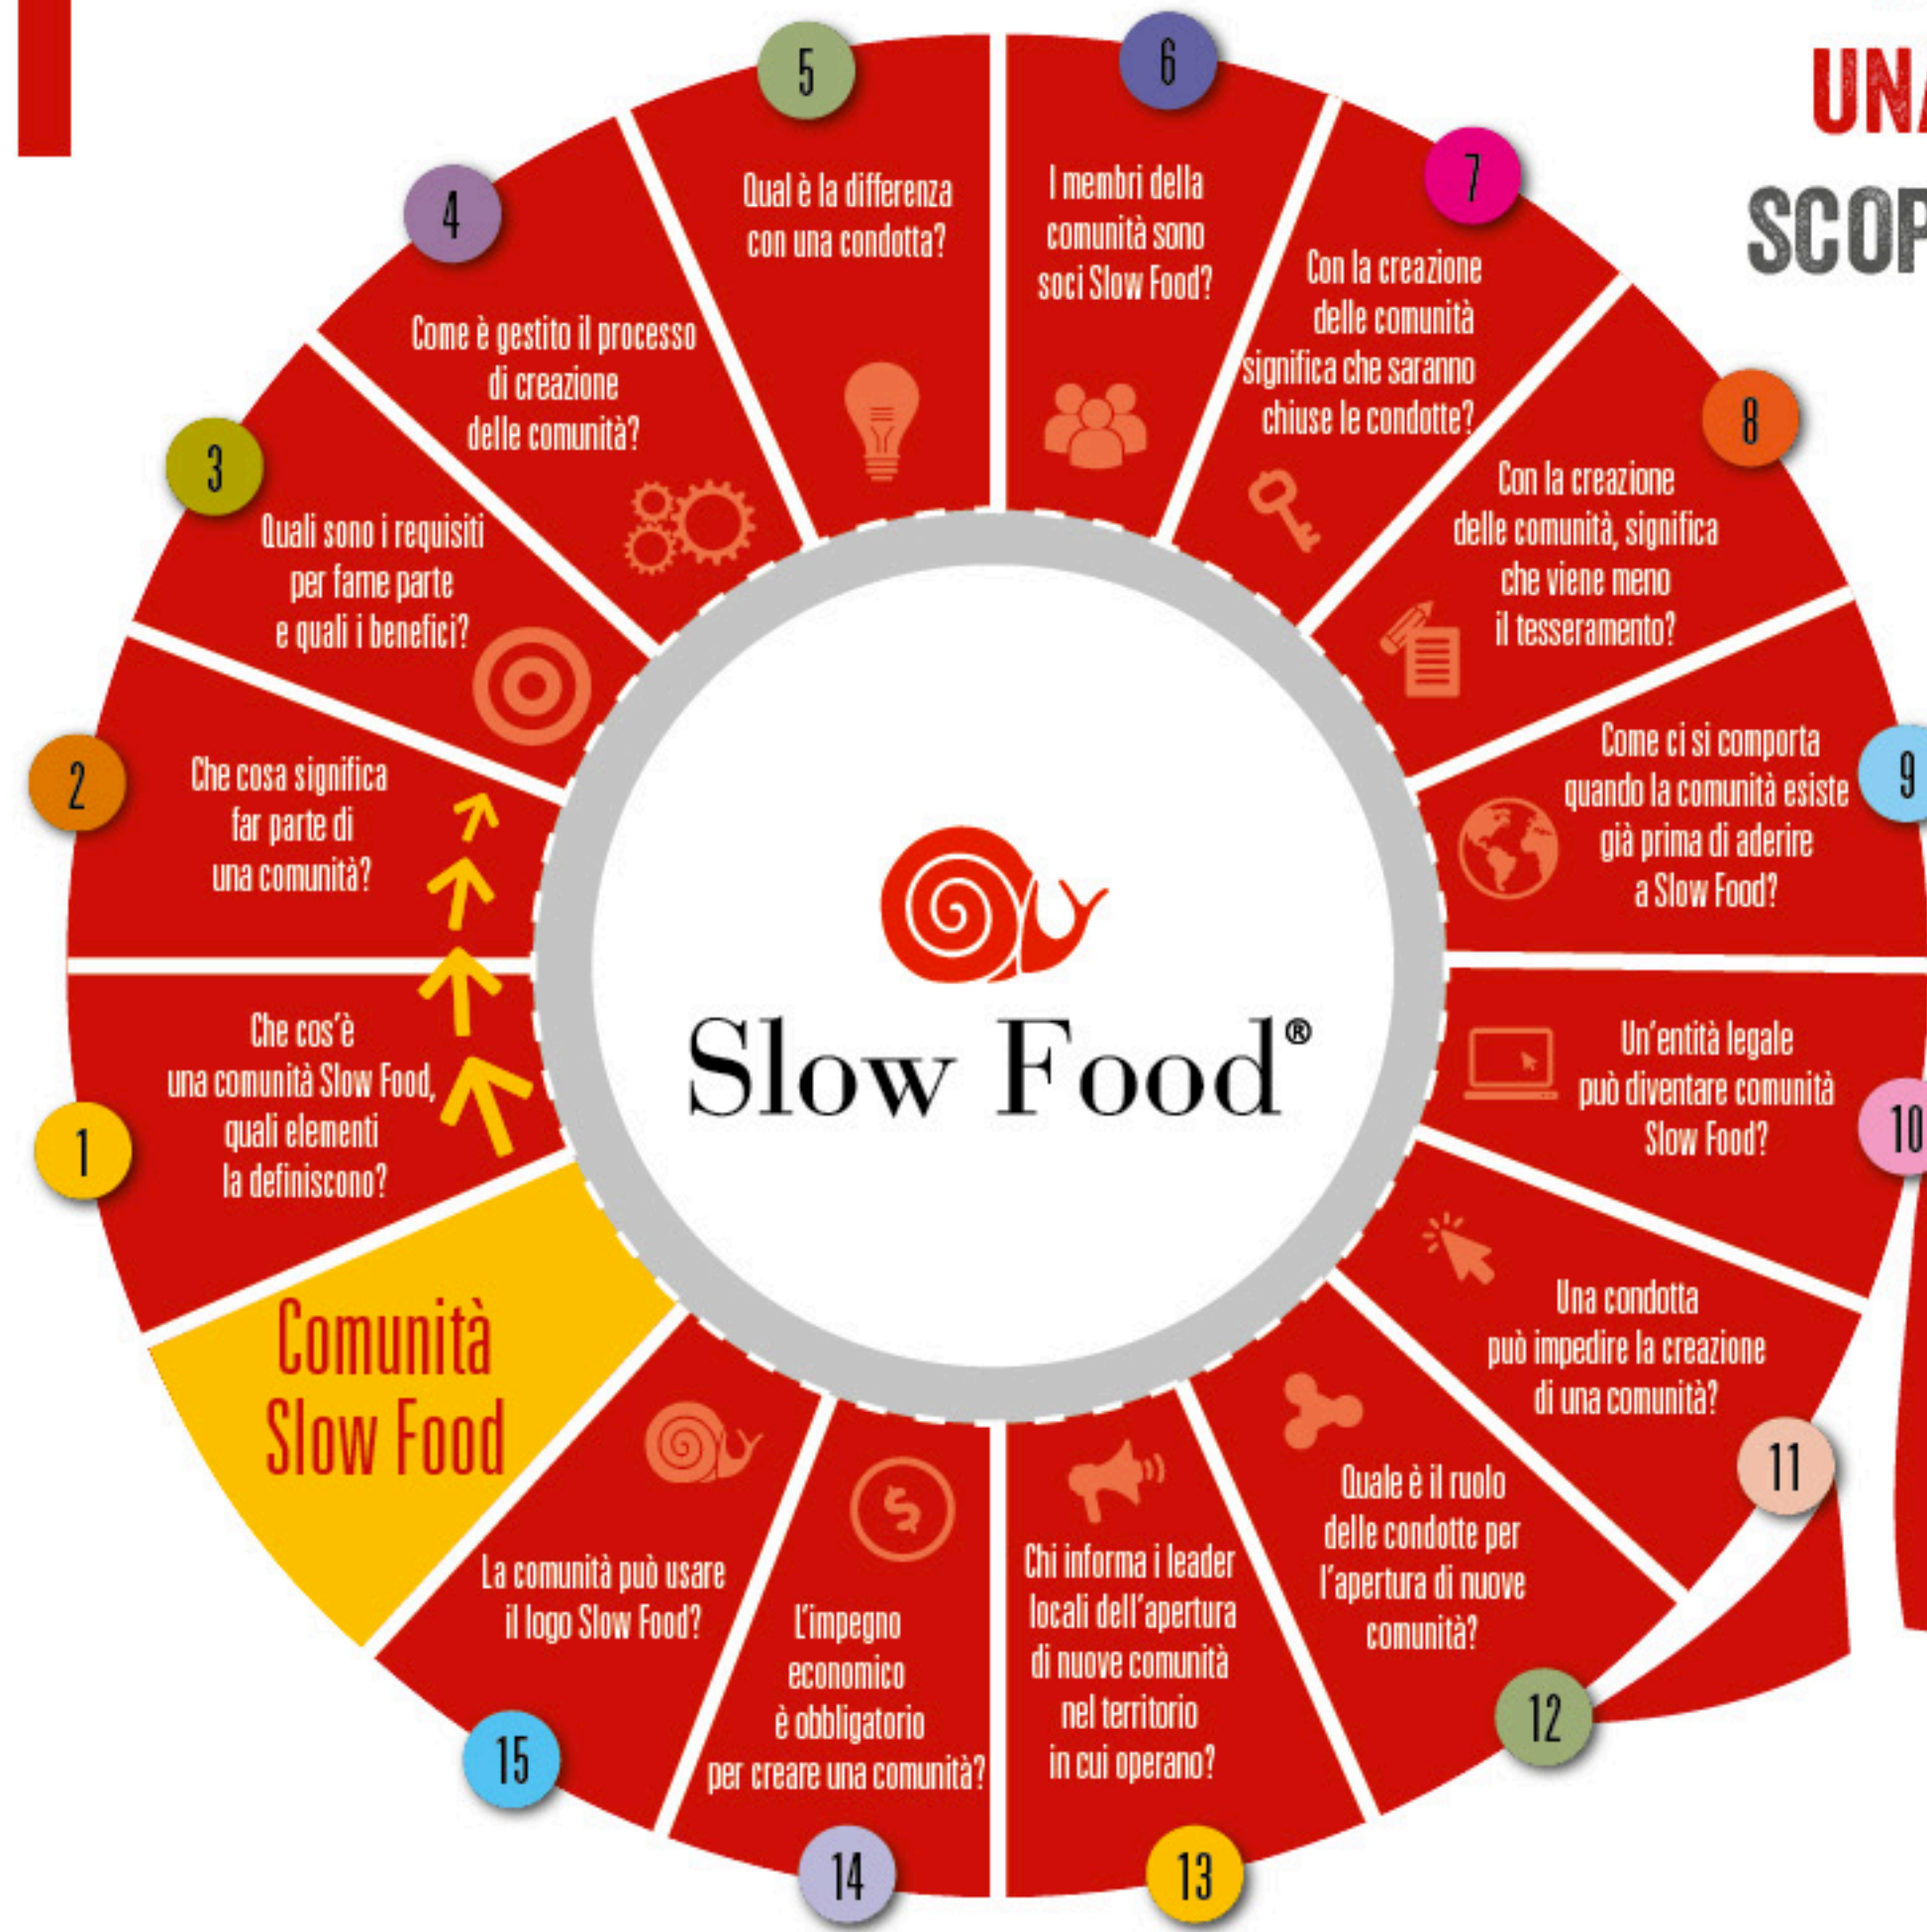 UNA
SCOP
5
Qual è la differenza
con una condotta?
6
I membri della
comunità sono
soci Slow Food?
4
Come è gestito il processo
di creazione
delle comunità?
7
Con la creazione
delle comunità
significa che saranno
chiuse le condotte?
3
Quali sono i requisiti
per farne parte
e quali i benefici?
8
Con la creazione
delle comunità, significa
che viene meno
il tesseramento?
2
Che cosa significa
far parte di
una comunità?
9
Come ci si comporta
quando la comunità esiste
già prima di aderire
a Slow Food?
1
Che cos'è
una comunità Slow Food,
quali elementi
la definiscono?
Slow Food®
10
Un'entità legale
può diventare comunità
Slow Food?
Comunità
Slow Food
11
Una condotta
può impedire la creazione
di una comunità?
15
La comunità può usare
il logo Slow Food?
14
L'impegno
economico
è obbligatorio
per creare una comunità?
13
Chi informa i leader
locali dell'apertura
di nuove comunità
nel territorio
in cui operano?
12
Quale è il ruolo
delle condotte per
l'apertura di nuove
comunità?